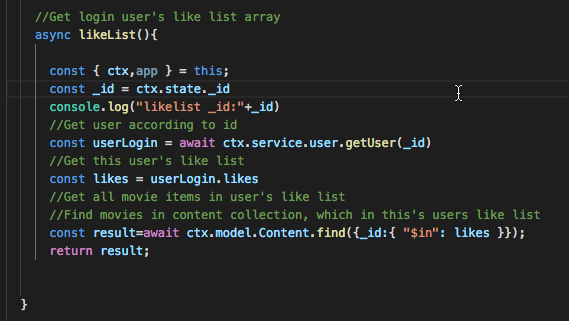 //Get login user's like list array
async likeList(){
const { ctx,app } = this;
const _id = ctx.state._id
console.log("likelist _id:"+_id)
//Get user according to id
const userLogin = await ctx.service.user.getUser(_id)
//Get this user's like list
const likes = userLogin.likes
//Get all movie items in user's like list
//Find movies in content collection, which in this's users like list
const result=await ctx.model.Content.find({_id:{ "$in": likes }});
return result;
}